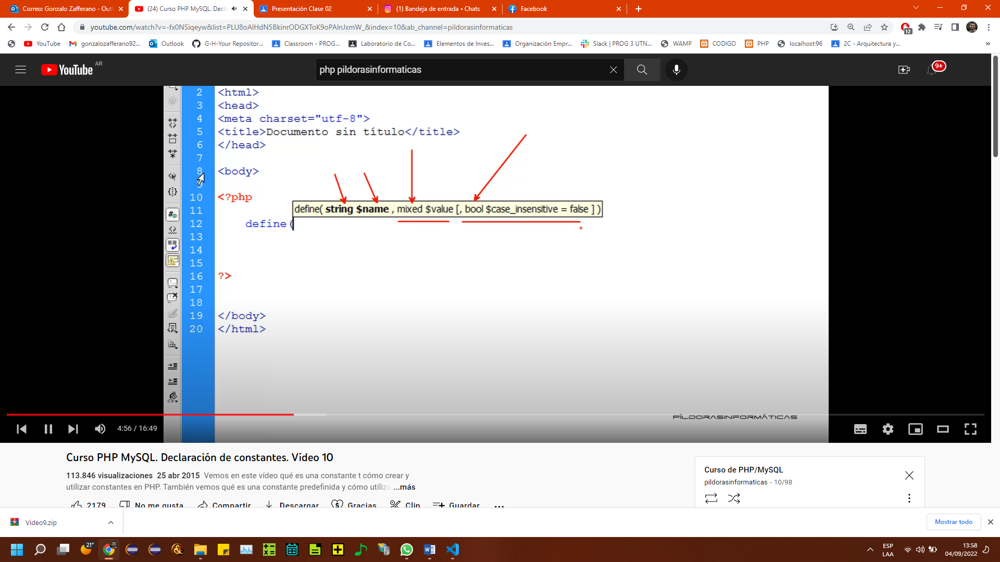 Correo: Gonzalo Zafferano - Outl
(24) Curso PHP MySQL. Decla
Presentación Clase 02
(1) Bandeja de entrada • Chats
Facebook
youtube.com/watch?v=-fx0NSiqeyw&list=PLU8oAlHdN5BkinrODGXToK9oPAlnJxmW_&index=10&ab_channel=pildorasinformaticas
12
YouTube
gonzalozafferano92...
Outlook
G-H-Your Repositor...
Classroom - PROG...
Laboratorio de Co...
Elementos de Inves...
Organización Empr...
Slack | PROG 3 UTN...
WAMP
CODIGO
PHP
localhost:96
2C - Arquitectura y...
»
YouTube AR
php pildorasinformaticas
9+
2 <html>
3 <head>
4 <meta charset="utf-8">
5 <title>Documento sin título</title>
6 </head>
7
8 <body>
9
10 <?php
11
define( string $name , mixed $value [, bool $case_insensitive = false ] )
12 define(
13
14
15
16 ?>
17
18
19 </body>
20 </html>
PÍLDORASINFORMÁTICAS
4:56 / 16:49
Curso PHP MySQL. Declaración de constantes. Vídeo 10
113.846 visualizaciones 25 abr 2015 Vemos en este vídeo qué es una constante t cómo crear y
utilizar constantes en PHP. También vemos qué es una constante predefinida y cómo utiliza ...más
2179
No me gusta
Compartir
Descargar
Gracias
Clip
Guardar
Curso de PHP/MySQL
pildorasinformaticas - 10/98
Video9.zip
Mostrar todo
21°
ESP
LAA
13:58
04/09/2022